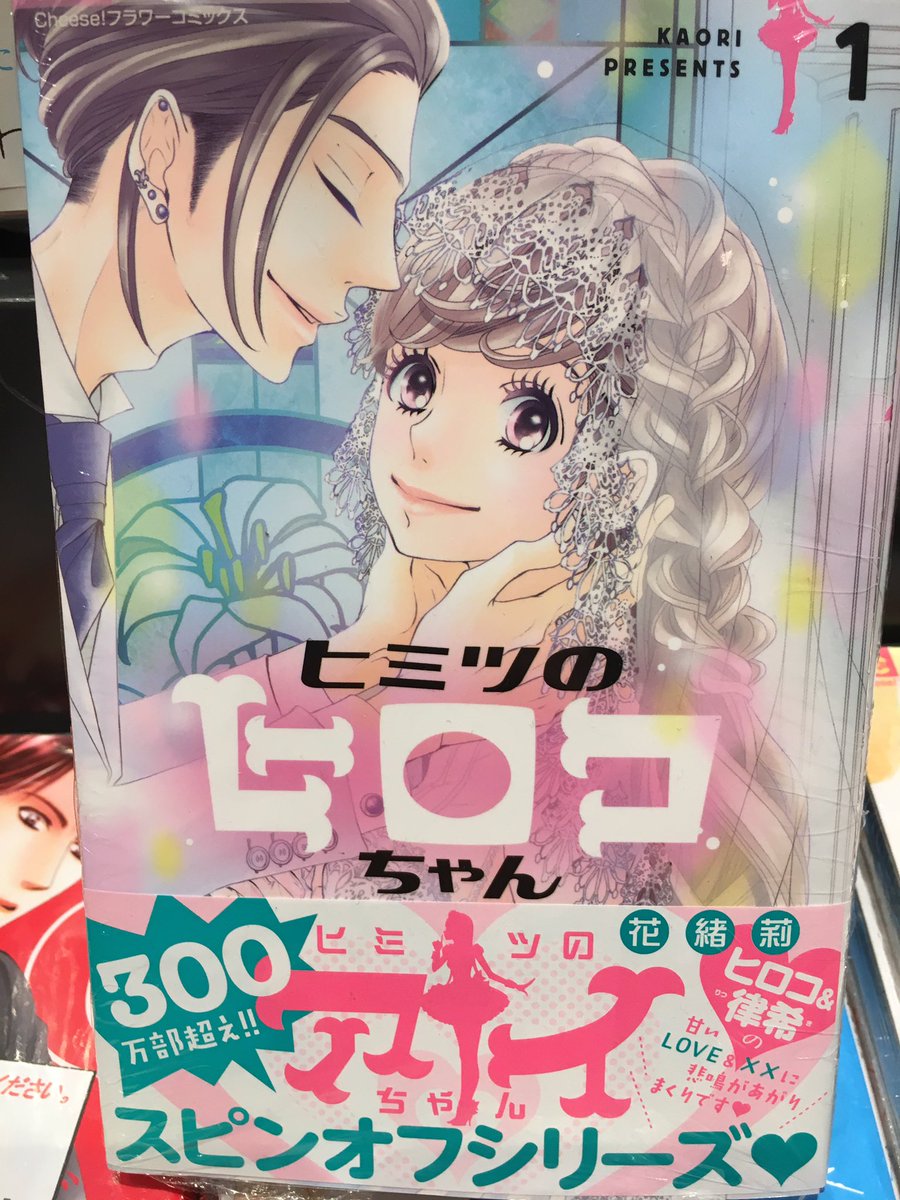 Cheese!フラワーコミックス
KAORI
PRESENTS
1
ヒミツの
ヒロコ
ちゃん
花緒莉
300
万部超え!!
ヒミツの
アイ
ちゃん
ヒロコ&
律希の
甘い
LOVE&××に
悲鳴があがり
まくりです♥
スピンオフシリーズ♥
ください。